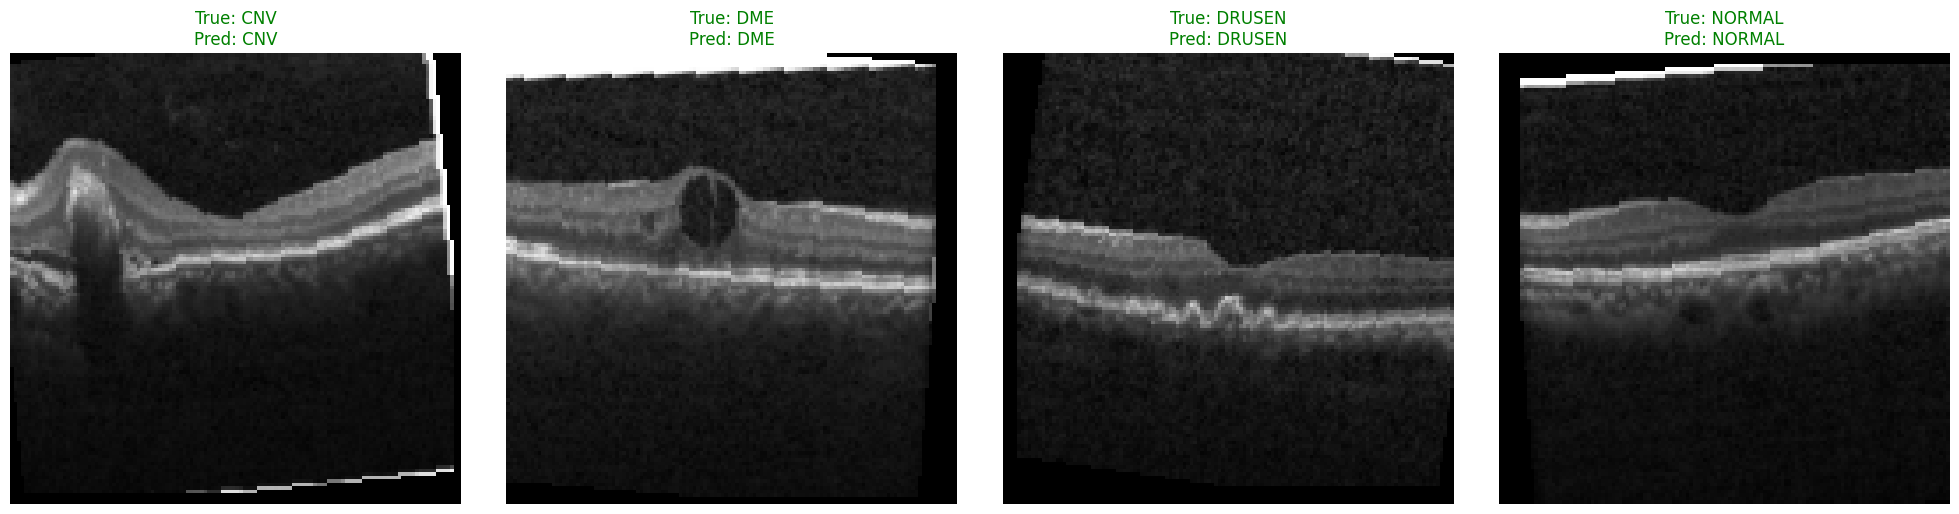 True: CNV
Pred: CNV
True: DME
Pred: DME
True: DRUSEN
Pred: DRUSEN
True: NORMAL
Pred: NORMAL